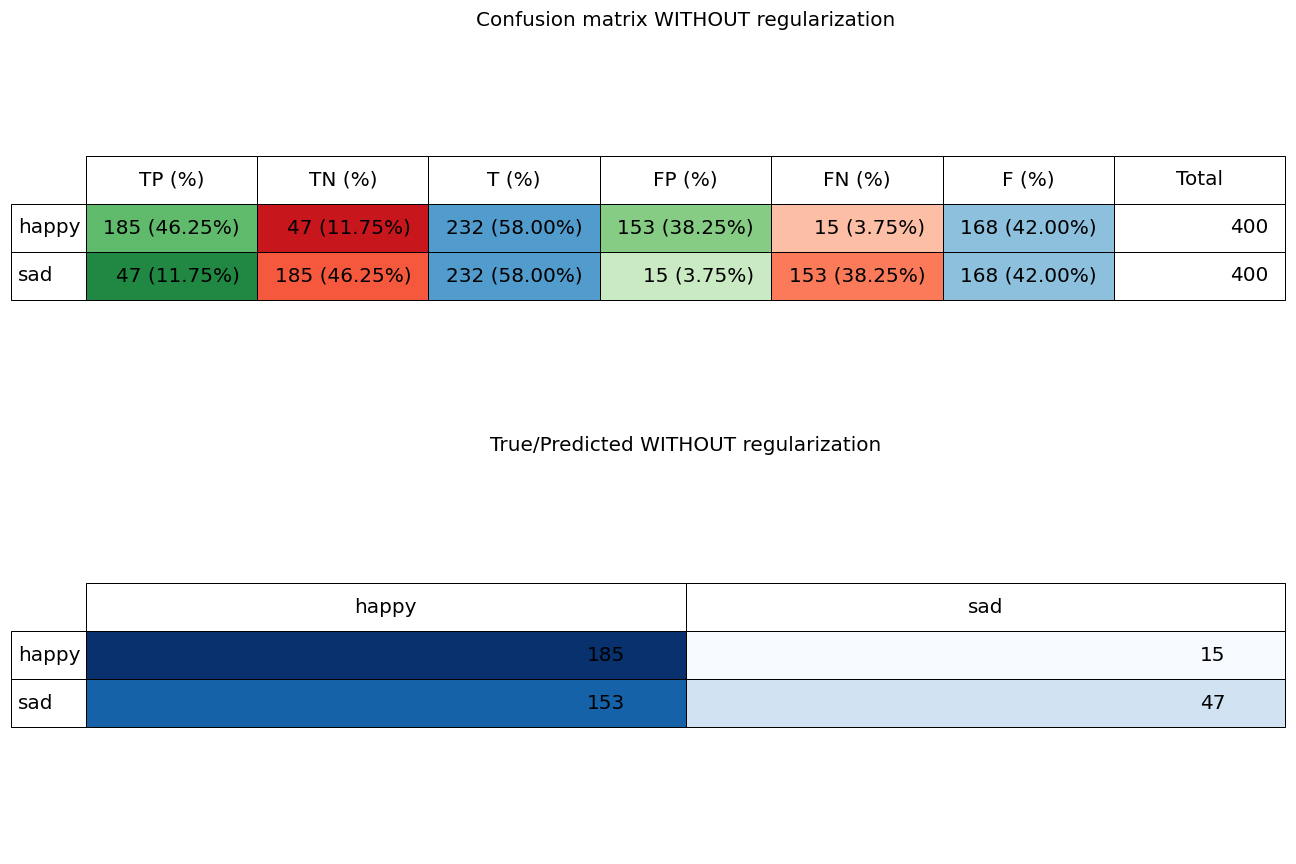 Confusion matrix WITHOUT regularization
TP (%) TN (%) T (%) FP (%) FN (%) F (%) Total
happy 185 (46.25%) 47 (11.75%) 232 (58.00%) 153 (38.25%) 15 (3.75%) 168 (42.00%) 400
sad 47 (11.75%) 185 (46.25%) 232 (58.00%) 15 (3.75%) 153 (38.25%) 168 (42.00%) 400
True/Predicted WITHOUT regularization
happy sad
happy 185 15
sad 153 47